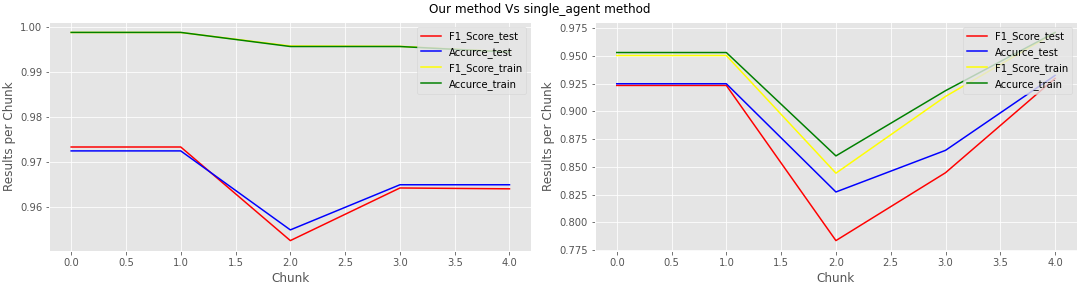 Our method Vs single_agent method
1.00
0.99
0.98
0.97
0.96
Results per Chunk
F1_Score_test
Accurce_test
F1_Score_train
Accurce_train
0.0 0.5 1.0 1.5 2.0 2.5 3.0 3.5 4.0
Chunk
0.975
0.950
0.925
0.900
0.875
0.850
0.825
0.800
0.775
Results per Chunk
F1_Score_test
Accurce_test
F1_Score_train
Accurce_train
0.0 0.5 1.0 1.5 2.0 2.5 3.0 3.5 4.0
Chunk